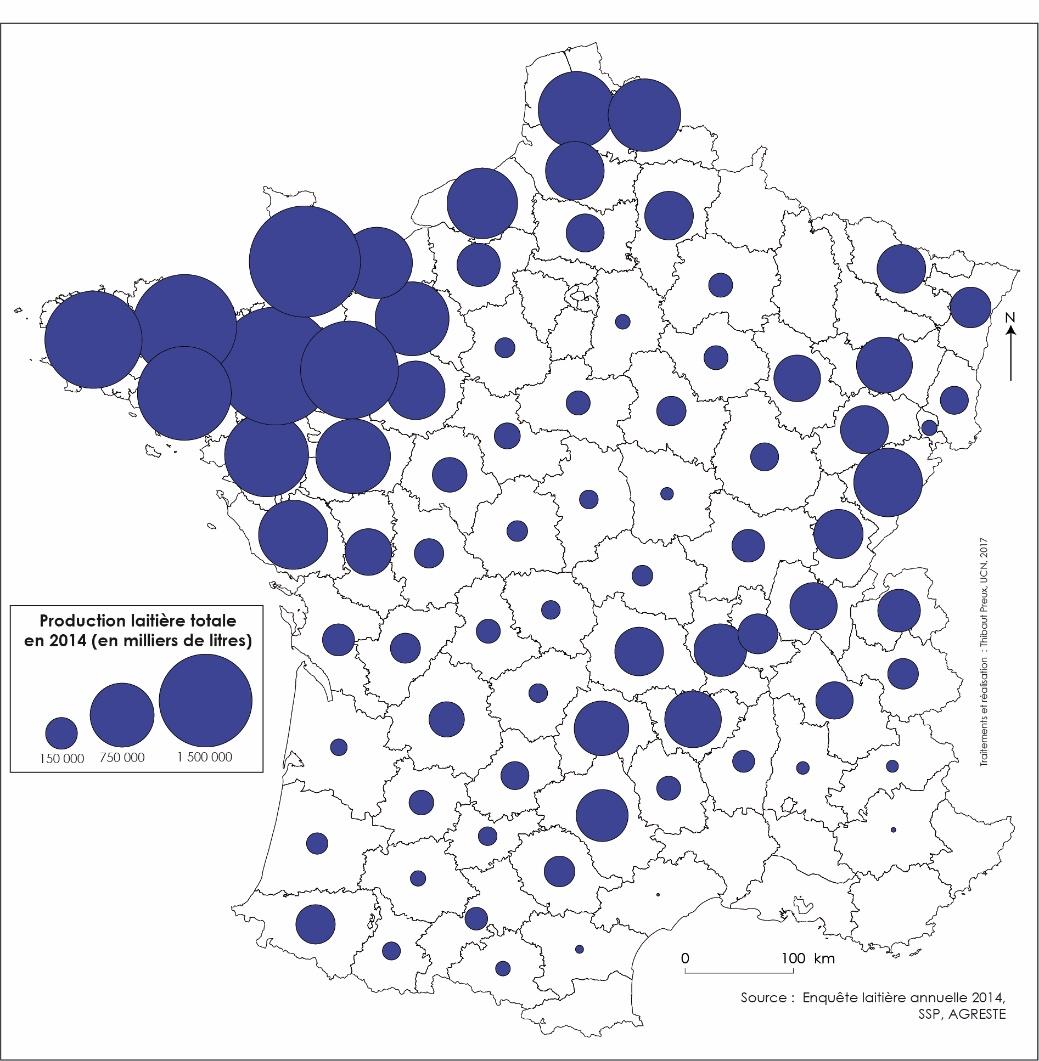 N
Traitements et réalisation : Thibaut Preux, UCN, 2017
Production laitière totale
en 2014 (en milliers de litres)
150 000
750 000
1 500 000
0
100 km
Source : Enquête laitière annuelle 2014,
SSP, AGRESTE